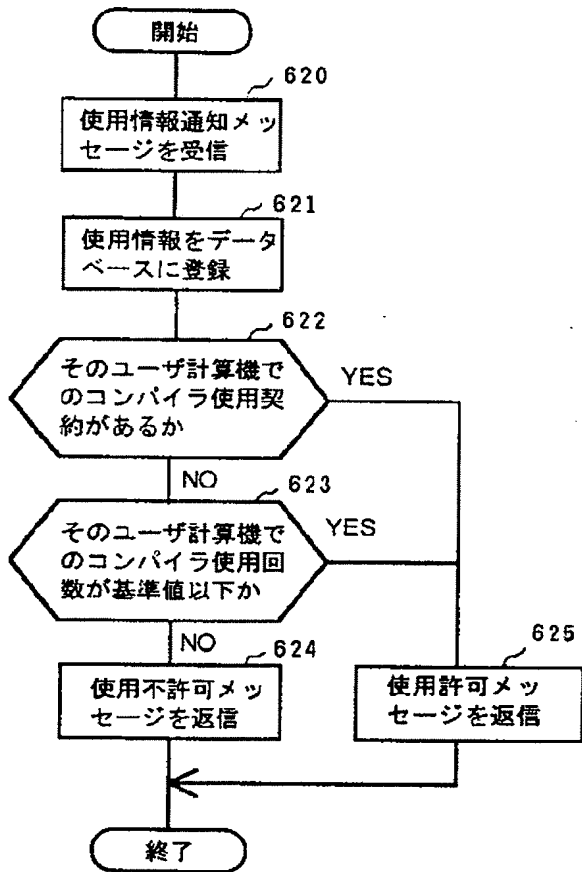 開始
620
使用情報通知メッ
セージを受信
621
使用情報をデータ
ベースに登録
622
そのユーザ計算機で
のコンパイラ使用契
約があるか
YES
NO
623
そのユーザ計算機で
のコンパイラ使用回
数が基準値以下か
YES
NO
624
使用不許可メッ
セージを返信
625
使用許可メッ
セージを返信
終了